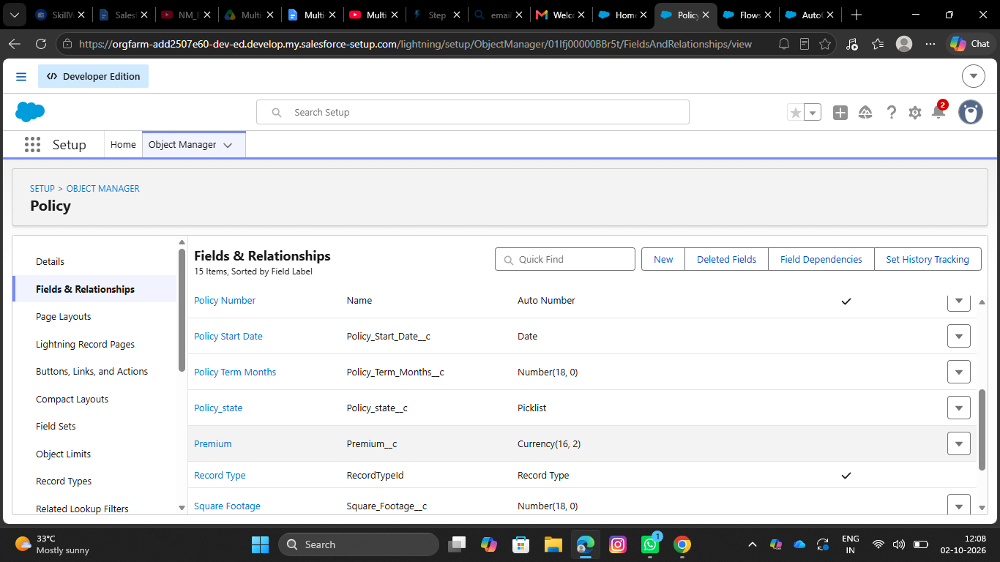 SkillW
Sales
NM_E
Multi-
Multi
Multi
Step
email
Welc
Home
Policy
Flows
Auto
https://orgfarm-add2507e60-dev-ed.develop.my.salesforce-setup.com/lightning/setup/ObjectManager/01Ifj00000BBr5t/FieldsAndRelationships/view
Chat
Developer Edition
Search Setup
2
Setup
Home
Object Manager
SETUP > OBJECT MANAGER
Policy
Details
Fields & Relationships
Page Layouts
Lightning Record Pages
Buttons, Links, and Actions
Compact Layouts
Field Sets
Object Limits
Record Types
Related Lookup Filters
Fields & Relationships
15 Items, Sorted by Field Label
Quick Find
New
Deleted Fields
Field Dependencies
Set History Tracking
Policy Number Name Auto Number
Policy Start Date Policy_Start_Date__c Date
Policy Term Months Policy_Term_Months__c Number(18, 0)
Policy_state Policy_state__c Picklist
Premium Premium__c Currency(16, 2)
Record Type RecordTypeId Record Type
Square Footage Square_Footage__c Number(18, 0)
33°C
Mostly sunny
Search
1
ENG
IN
12:08
02-10-2026